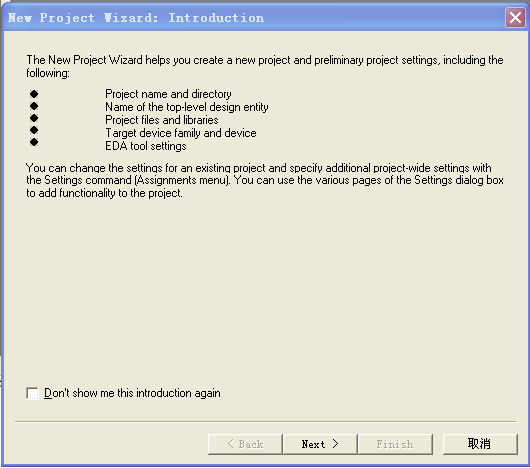 New Project Wizard: Introduction
The New Project Wizard helps you create a new project and preliminary project settings, including the
following:
Project name and directory
Name of the top-level design entity
Project files and libraries
Target device family and device
EDA tool settings
You can change the settings for an existing project and specify additional project-wide settings with
the Settings command (Assignments menu). You can use the various pages of the Settings dialog box
to add functionality to the project.
Don't show me this introduction again
< Back Next > Finish 取消